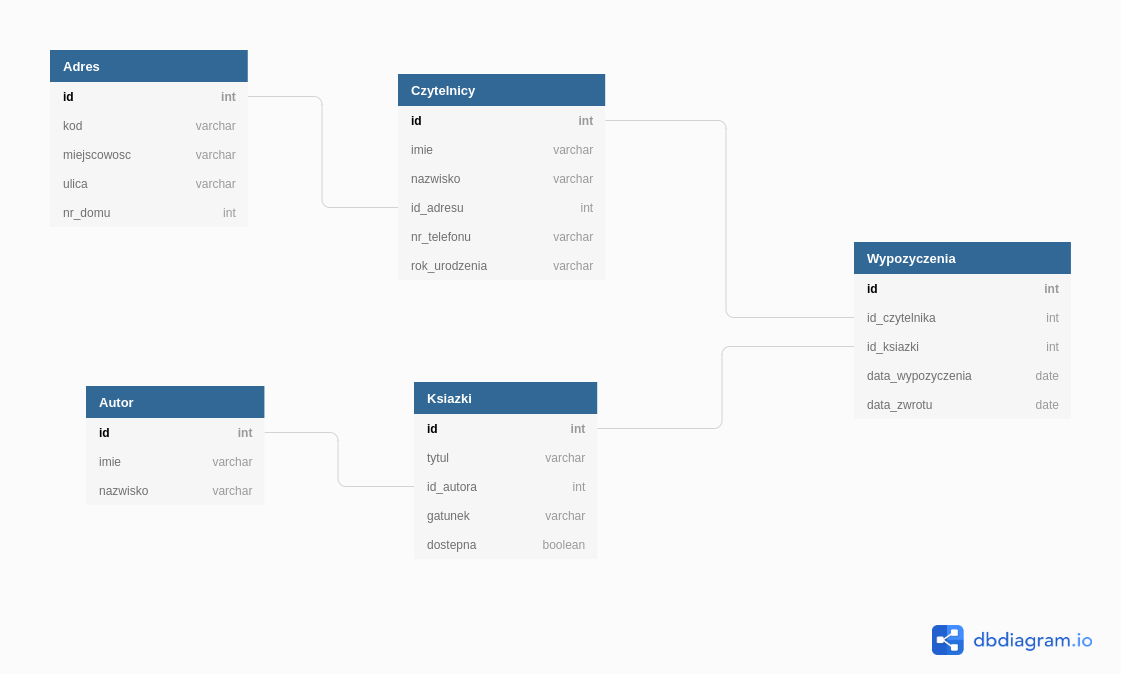 Adres
id int
kod varchar
miejscowosc varchar
ulica varchar
nr_domu int
Czytelnicy
id int
imie varchar
nazwisko varchar
id_adresu int
nr_telefonu varchar
rok_urodzenia varchar
Wypozyczenia
id int
id_czytelnika int
id_ksiazki int
data_wypozyczenia date
data_zwrotu date
Autor
id int
imie varchar
nazwisko varchar
Ksiazki
id int
tytul varchar
id_autora int
gatunek varchar
dostepna boolean
dbdiagram.io